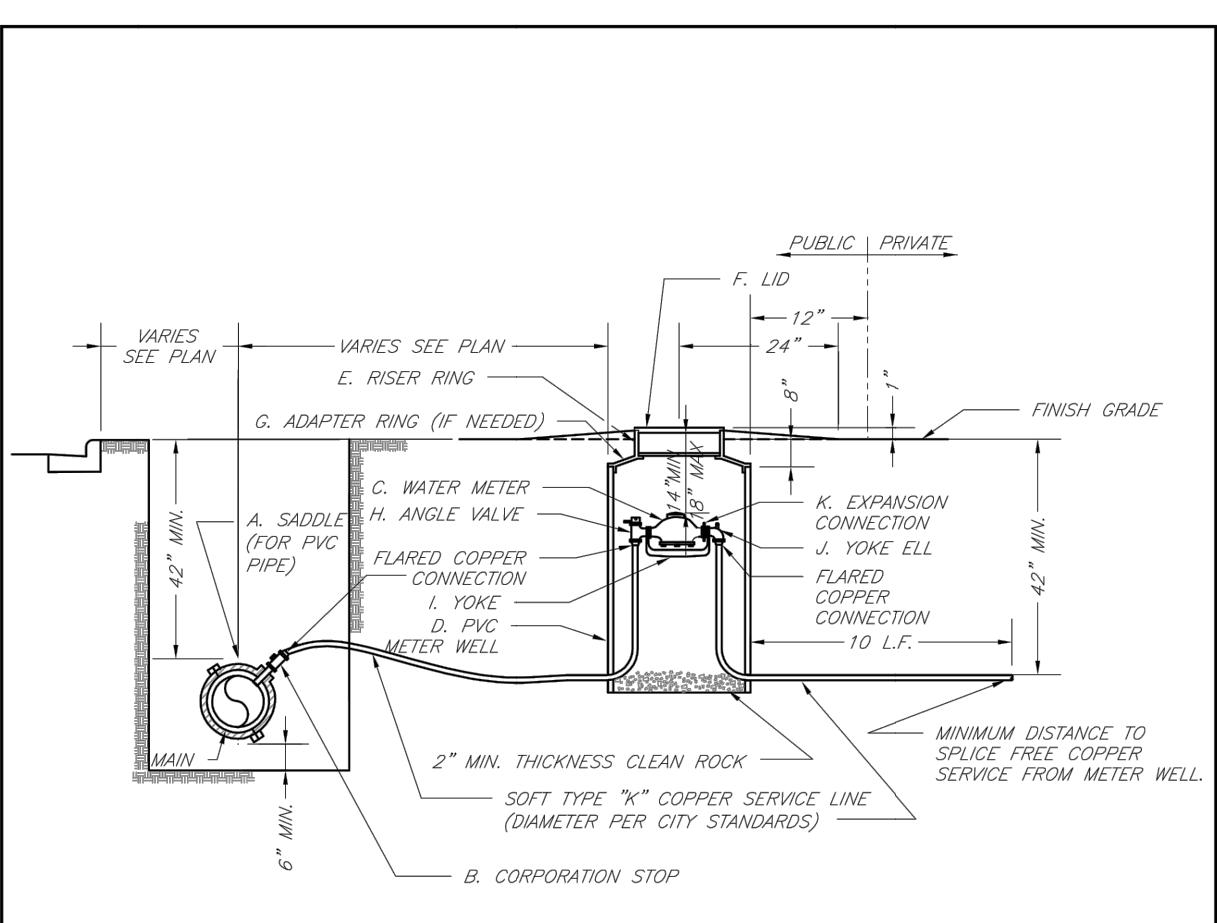 PUBLIC PRIVATE
F. LID
12"
VARIES
SEE PLAN
VARIES SEE PLAN
24"
E. RISER RING
8"
1"
G. ADAPTER RING (IF NEEDED)
FINISH GRADE
14"MIN
18" MAX
C. WATER METER
H. ANGLE VALVE
K. EXPANSION
CONNECTION
J. YOKE ELL
42" MIN.
A. SADDLE
(FOR PVC
PIPE)
FLARED COPPER
CONNECTION
I. YOKE
D. PVC
METER WELL
FLARED
COPPER
CONNECTION
42" MIN.
10 L.F.
MAIN
2" MIN. THICKNESS CLEAN ROCK
MINIMUM DISTANCE TO
SPLICE FREE COPPER
SERVICE FROM METER WELL.
SOFT TYPE "K" COPPER SERVICE LINE
(DIAMETER PER CITY STANDARDS)
6" MIN.
B. CORPORATION STOP